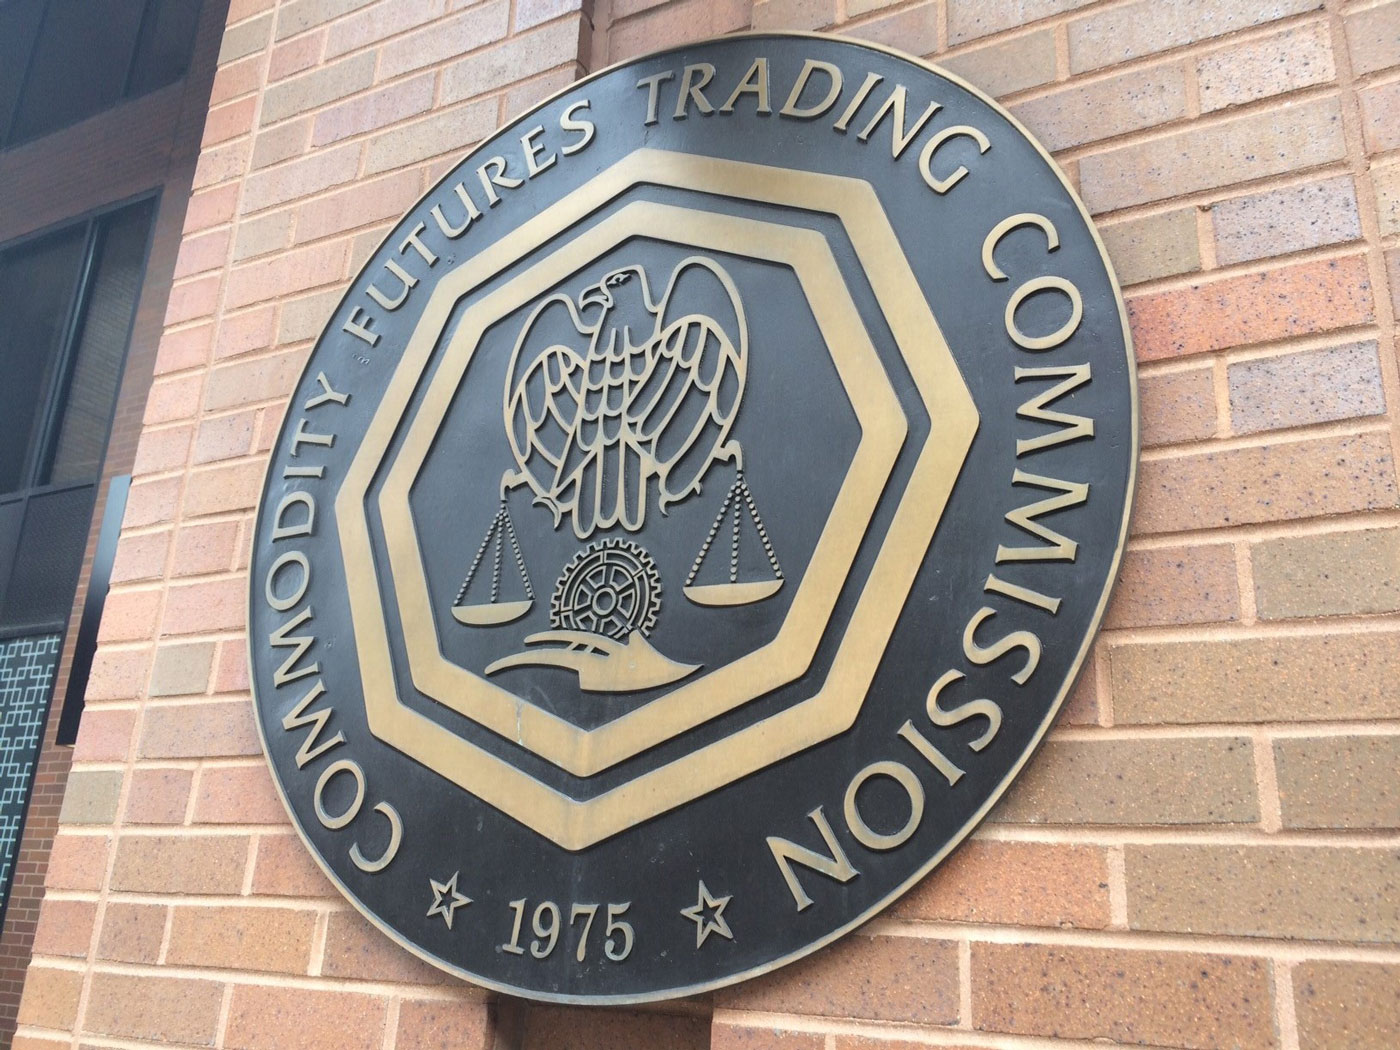 COMMODITY FUTURES TRADING COMMISSION
1975